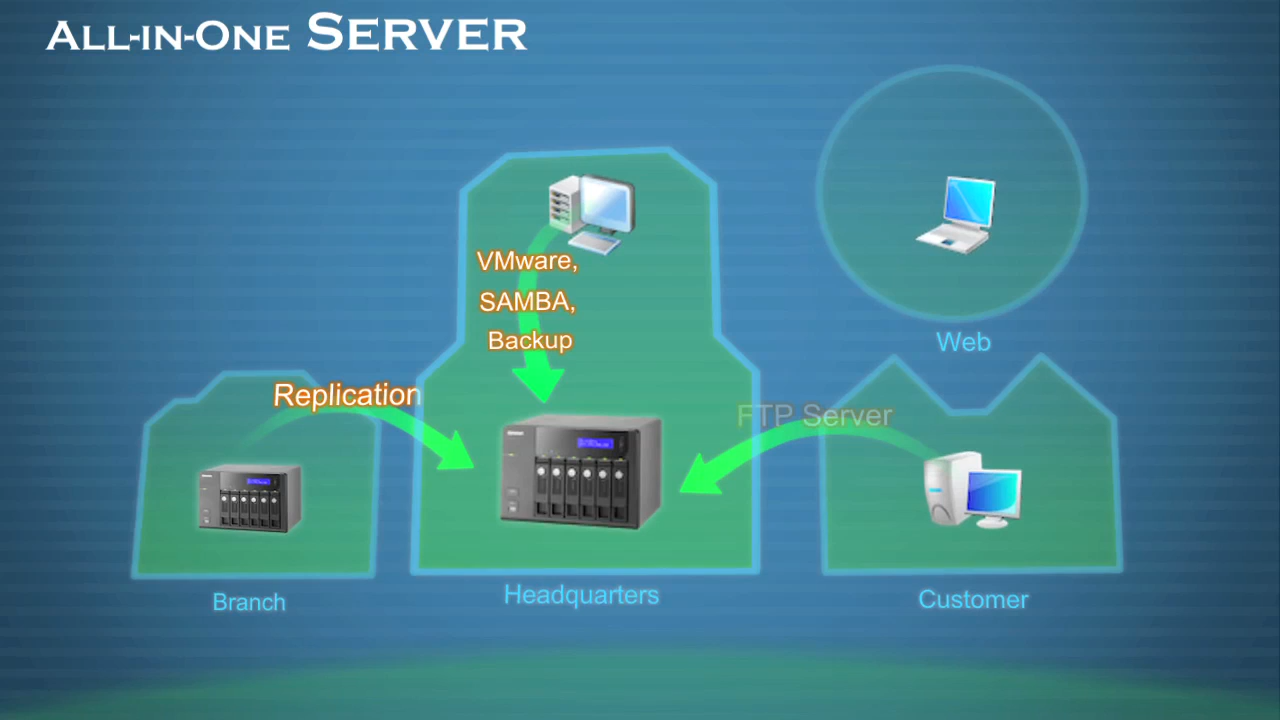 All-in-One Server
VMware,
SAMBA,
Backup
Web
Replication
FTP Server
Branch
Headquarters
Customer